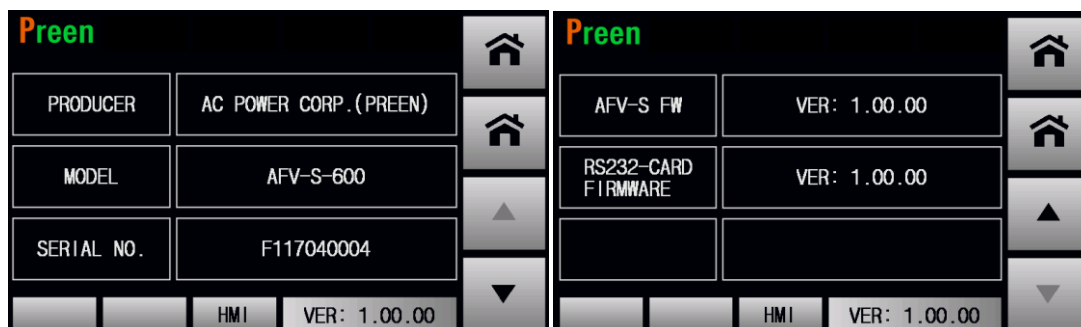 Preen
PRODUCER AC POWER CORP.(PREEN)
MODEL AFV-S-600
SERIAL NO. F117040004
HMI VER: 1.00.00
Preen
AFV-S FW VER: 1.00.00
RS232-CARD
FIRMWARE VER: 1.00.00
HMI VER: 1.00.00